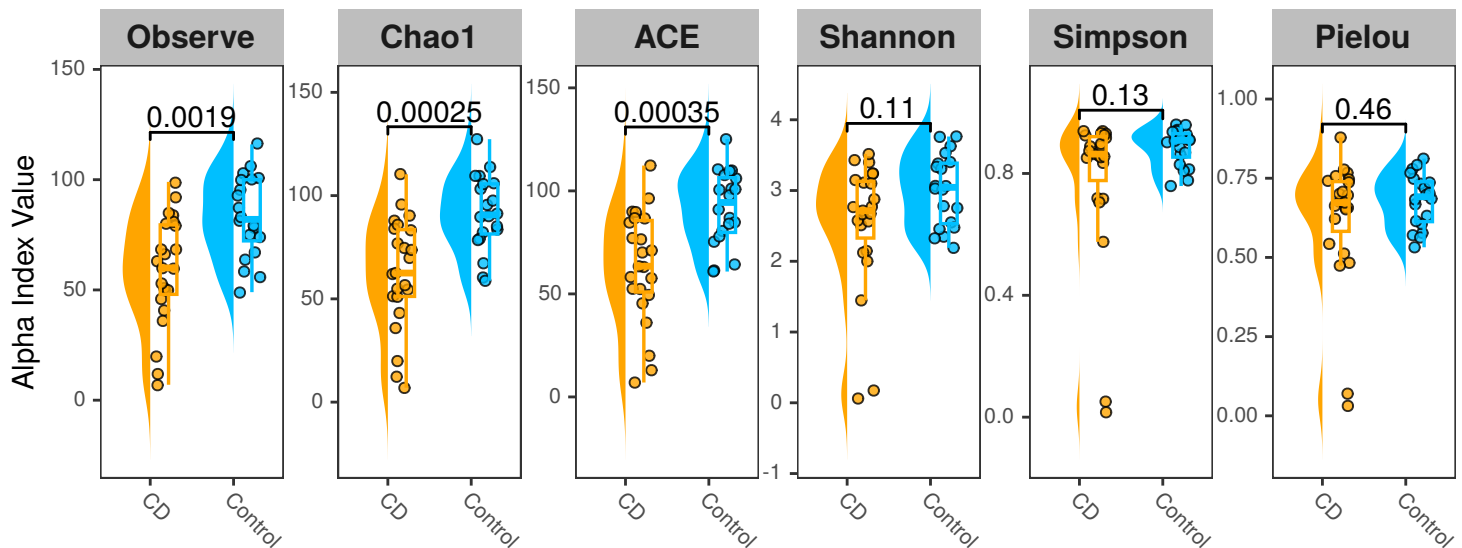 Observe
Chao1
ACE
Shannon
Simpson
Pielou
Alpha Index Value
150
100
50
0
0.0019
CD
Control
150
100
50
0
0.00025
CD
Control
150
100
50
0
0.00035
CD
Control
4
3
2
1
0
-1
0.11
CD
Control
0.8
0.4
0.0
0.13
CD
Control
1.00
0.75
0.50
0.25
0.00
0.46
CD
Control